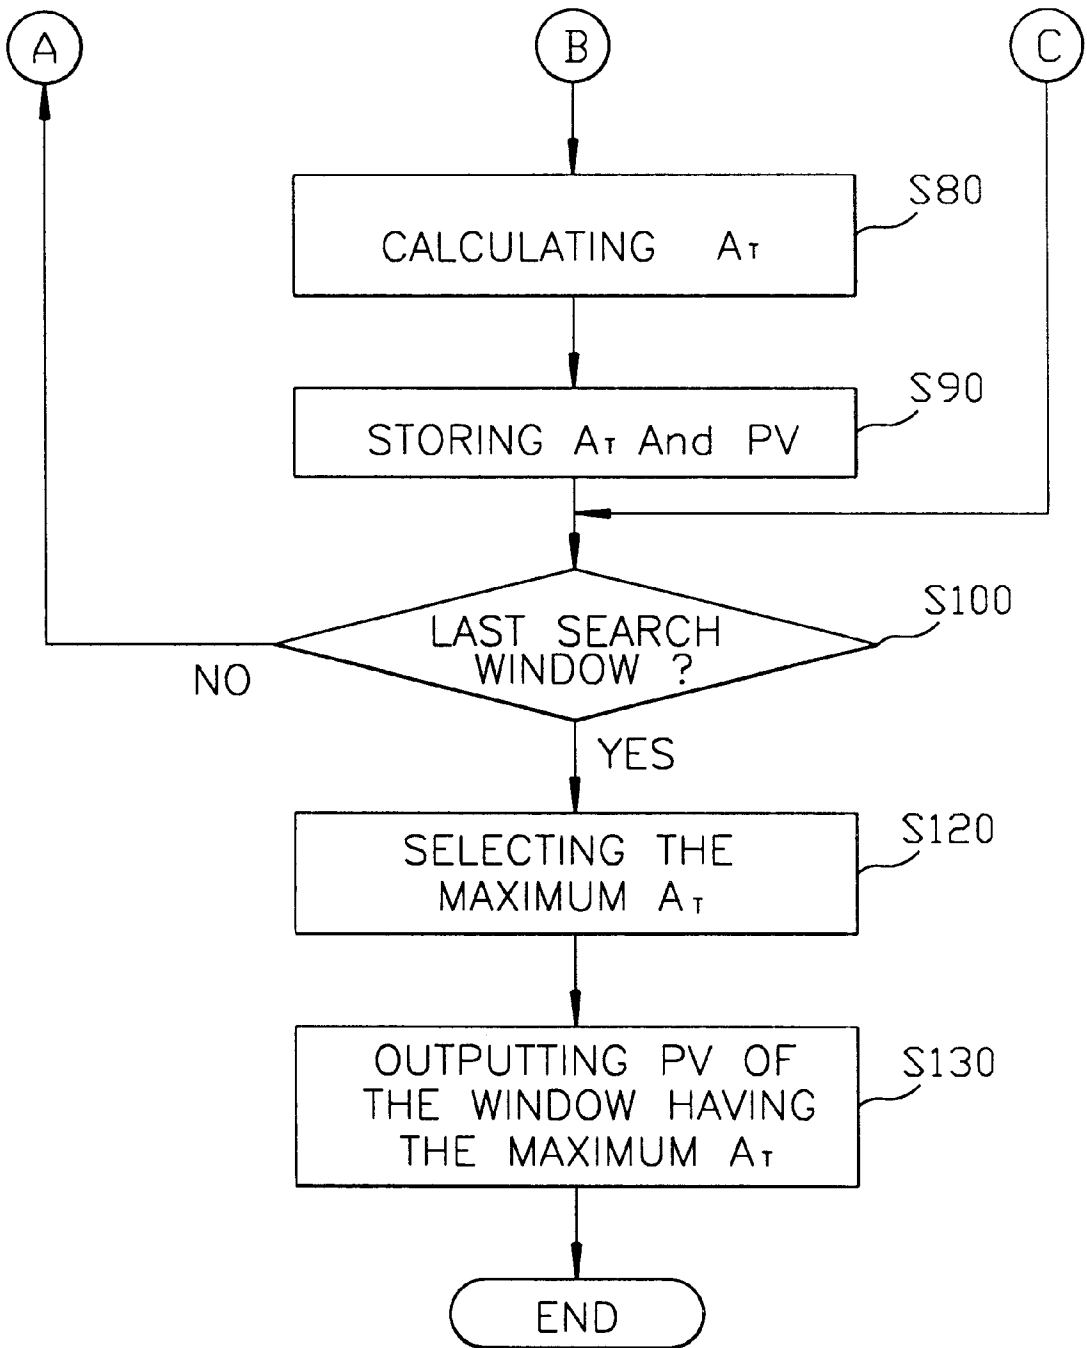 A
B
C
S80
CALCULATING AT
S90
STORING AT And PV
S100
LAST SEARCH
WINDOW ?
NO
YES
S120
SELECTING THE
MAXIMUM AT
S130
OUTPUTTING PV OF
THE WINDOW HAVING
THE MAXIMUM AT
END